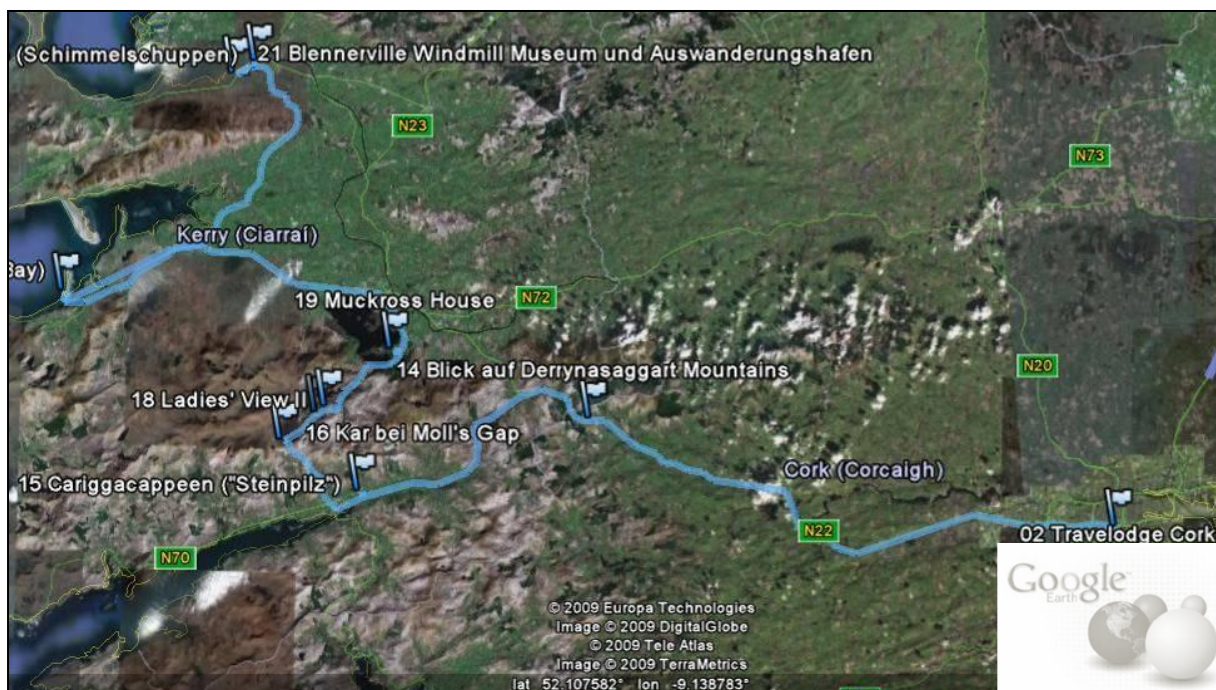 (Schimmelschuppen)
21 Blennerville Windmill Museum und Auswanderungshafen
N23
N73
Kerry (Ciarraí)
Bay)
19 Muckross House
N72
14 Blick auf Derrynasaggart Mountains
N20
18 Ladies' View II
16 Kar bei Moll's Gap
15 Cariggacappeen ("Steinpilz")
Cork (Corcaigh)
N22
02 Travelodge Cork
N70
Google™
Earth
© 2009 Europa Technologies
Image © 2009 DigitalGlobe
© 2009 Tele Atlas
Image © 2009 TerraMetrics
lat 52.107582° lon -9.138783°